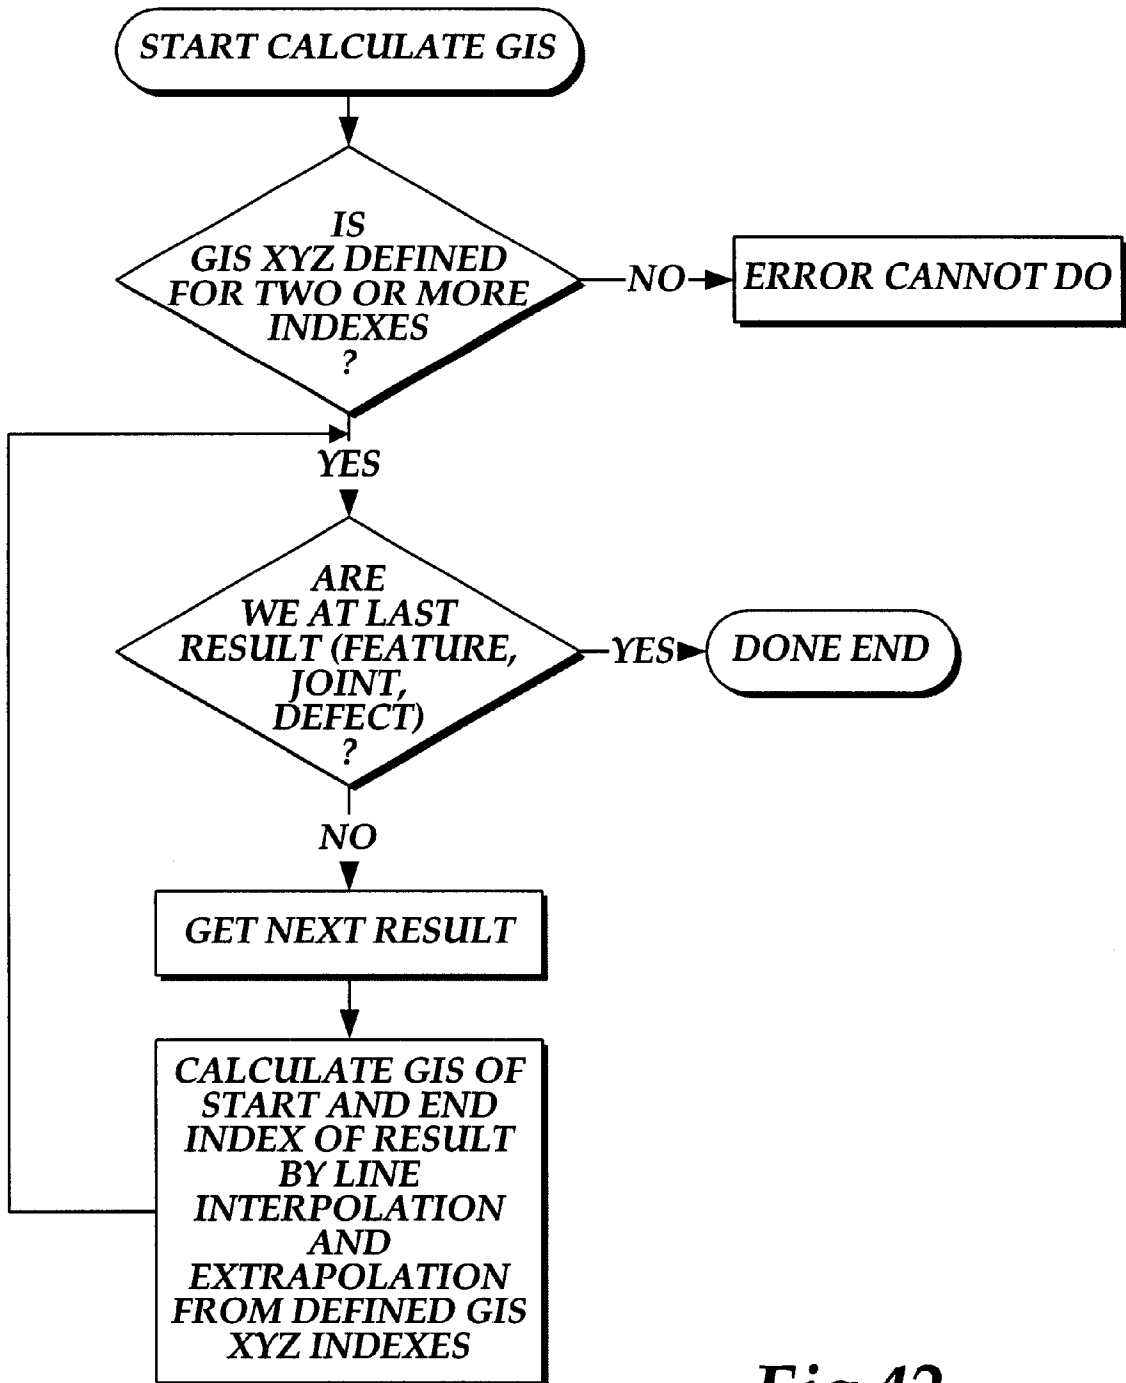 START CALCULATE GIS
IS
GIS XYZ DEFINED
FOR TWO OR MORE
INDEXES
?
NO
ERROR CANNOT DO
YES
ARE
WE AT LAST
RESULT (FEATURE,
JOINT,
DEFECT)
?
YES
DONE END
NO
GET NEXT RESULT
CALCULATE GIS OF
START AND END
INDEX OF RESULT
BY LINE
INTERPOLATION
AND
EXTRAPOLATION
FROM DEFINED GIS
XYZ INDEXES
Fig.42